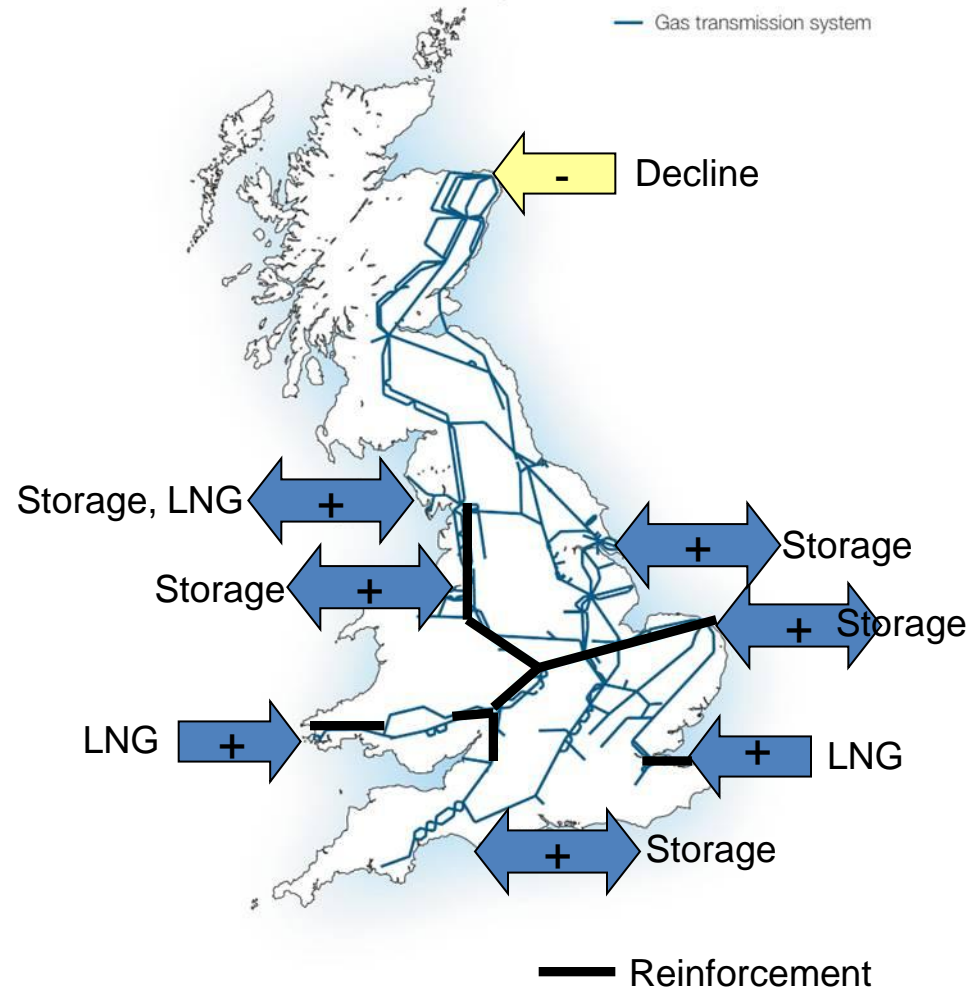 Gas transmission system
- Decline
Storage, LNG +
+ Storage
Storage +
+ Storage
LNG +
+ LNG
+ Storage
Reinforcement